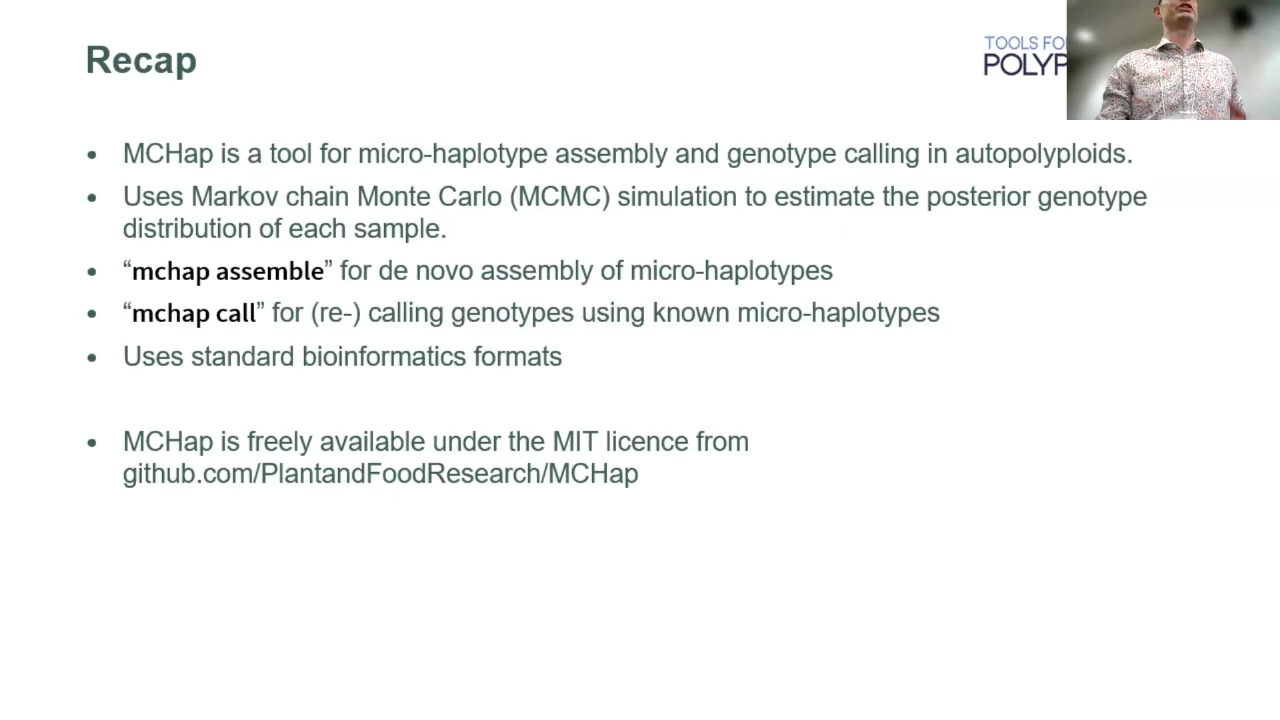 Recap
TOOLS FO
POLYP
• MCHap is a tool for micro-haplotype assembly and genotype calling in autopolyploids.
• Uses Markov chain Monte Carlo (MCMC) simulation to estimate the posterior genotype
distribution of each sample.
• “mchap assemble” for de novo assembly of micro-haplotypes
• “mchap call” for (re-) calling genotypes using known micro-haplotypes
• Uses standard bioinformatics formats
• MCHap is freely available under the MIT licence from
github.com/PlantandFoodResearch/MCHap